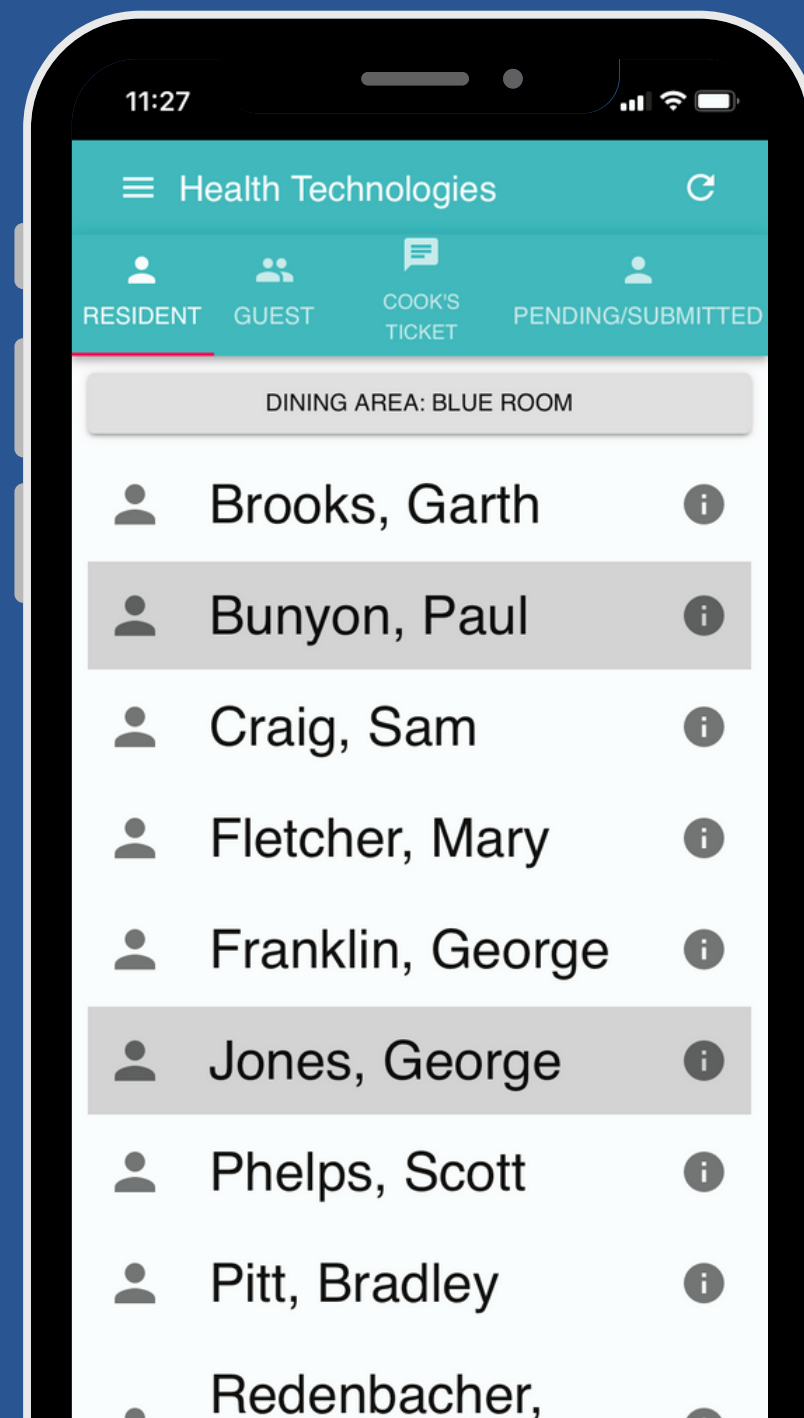 11:27
Health Technologies
RESIDENT
GUEST
COOK'S
TICKET
PENDING/SUBMITTED
DINING AREA: BLUE ROOM
Brooks, Garth
Bunyon, Paul
Craig, Sam
Fletcher, Mary
Franklin, George
Jones, George
Phelps, Scott
Pitt, Bradley
Redenbacher,